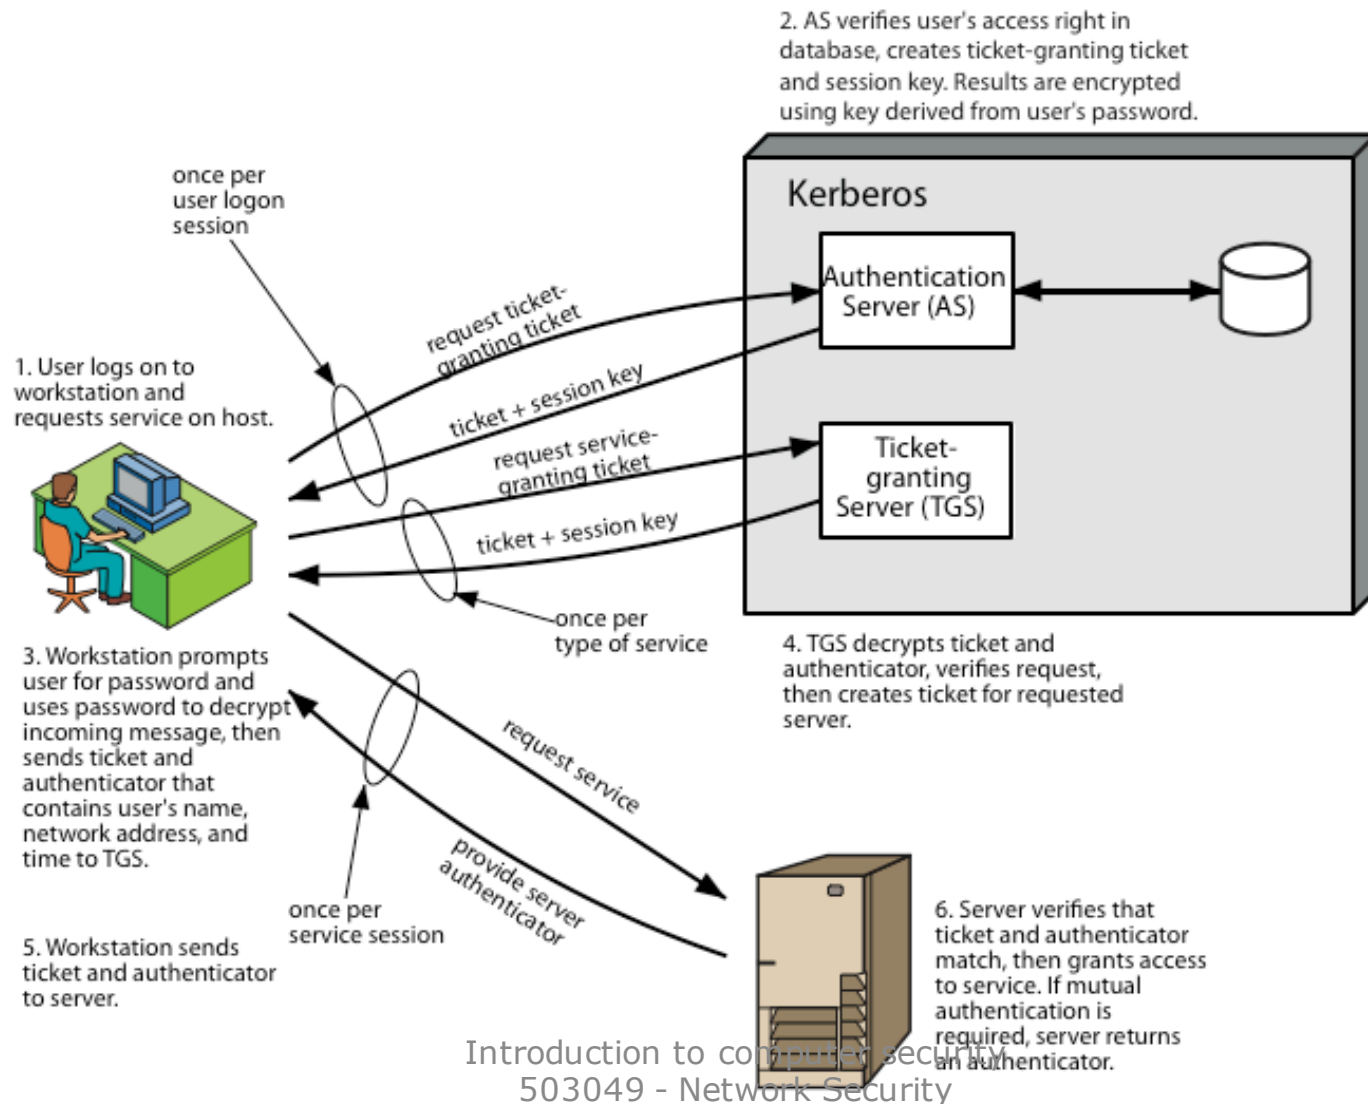 2. AS verifies user's access right in
database, creates ticket-granting ticket
and session key. Results are encrypted
using key derived from user's password.
once per
user logon
session
Kerberos
Authentication
Server (AS)
request ticket-
granting ticket
1. User logs on to
workstation and
requests service on host.
ticket + session key
request service-
granting ticket
Ticket-
granting
Server (TGS)
ticket + session key
once per
type of service
3. Workstation prompts
user for password and
uses password to decrypt
incoming message, then
sends ticket and
authenticator that
contains user's name,
network address, and
time to TGS.
4. TGS decrypts ticket and
authenticator, verifies request,
then creates ticket for requested
server.
request service
provide server
authenticator
once per
service session
5. Workstation sends
ticket and authenticator
to server.
6. Server verifies that
ticket and authenticator
match, then grants access
to service. If mutual
authentication is
required, server returns
an authenticator.
Introduction to computer security
503049 - Network Security